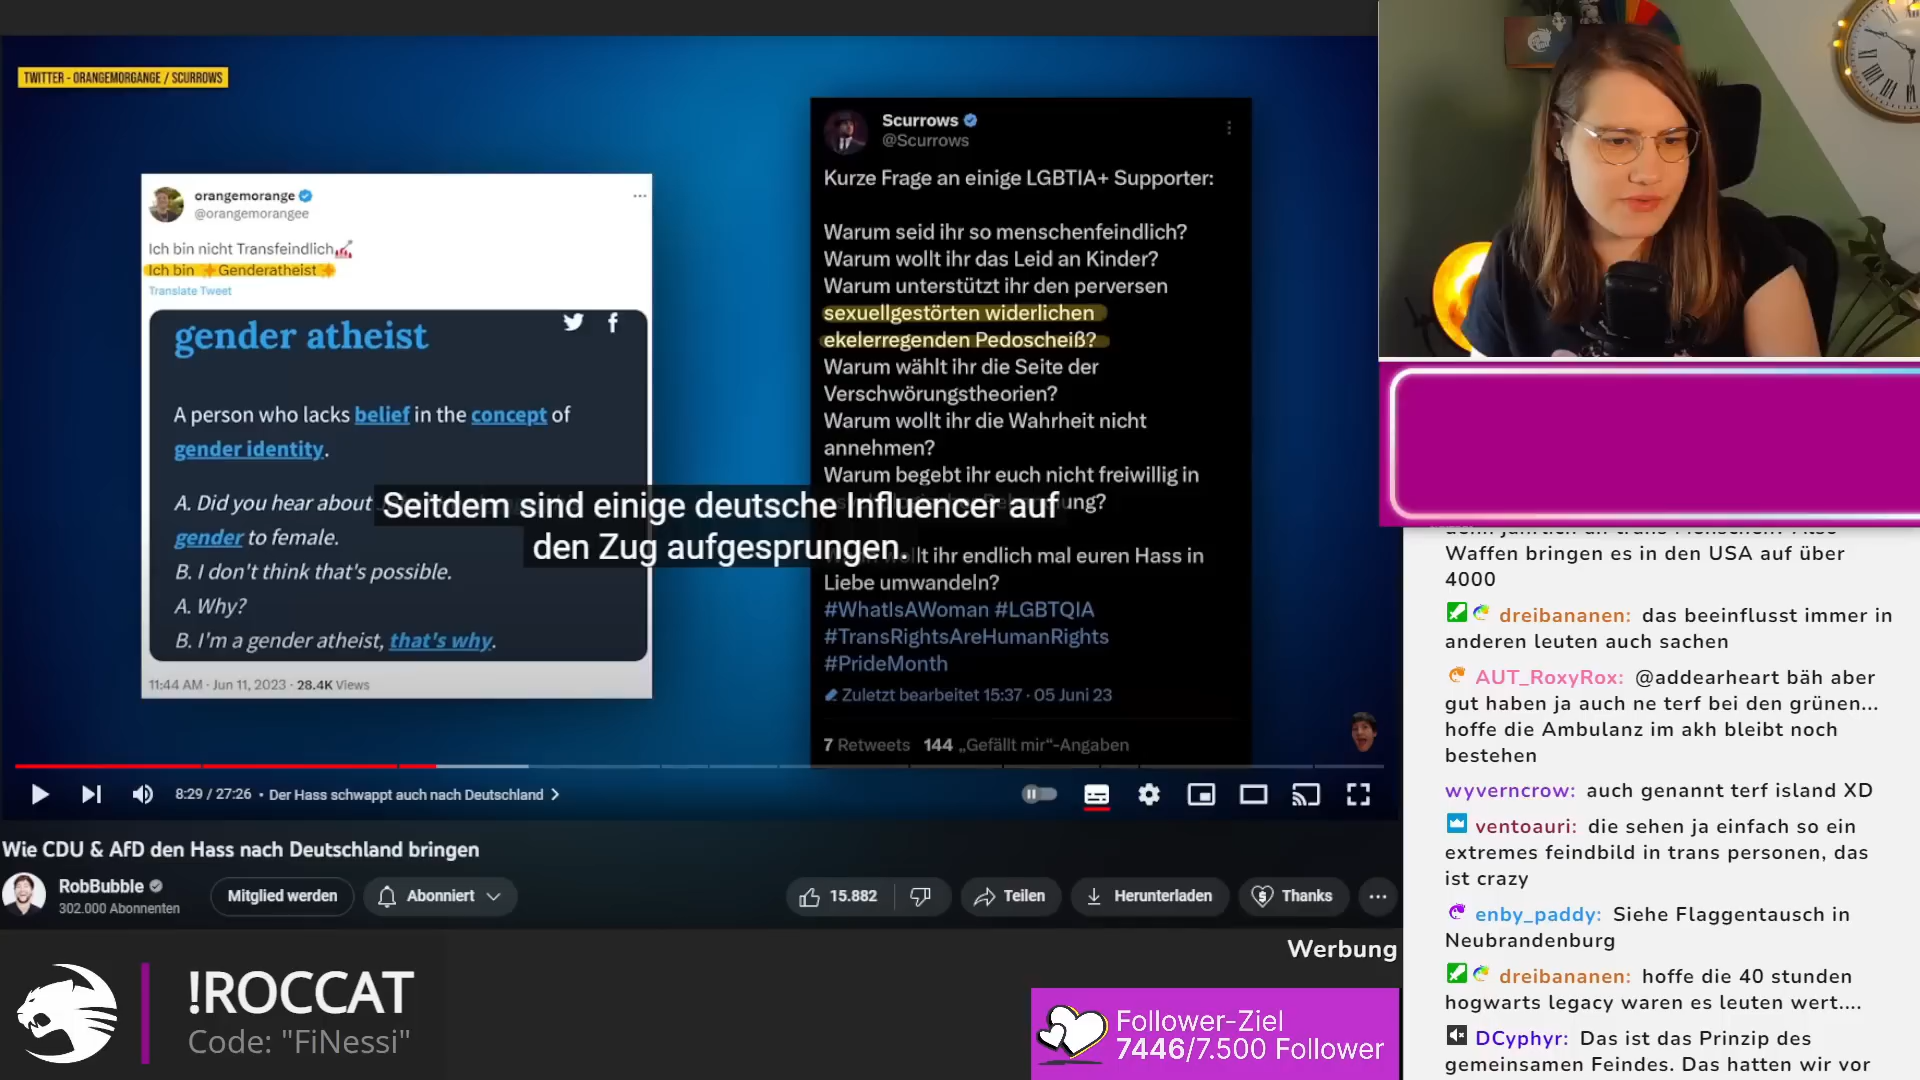 TWITTER - ORANGEMORGANGE / SCURROWS
orangemorange
@orangemorangee
Ich bin nicht Transfeindlich
Ich bin ✨Genderatheist✨
Translate Tweet
gender atheist
A person who lacks belief in the concept of
gender identity.
A. Did you hear about
gender to female.
B. I don't think that's possible.
A. Why?
B. I'm a gender atheist, that's why.
11:44 AM · Jun 11, 2023 · 28.4K Views
Scurrows
@Scurrows
Kurze Frage an einige LGBTIA+ Supporter:
Warum seid ihr so menschenfeindlich?
Warum wollt ihr das Leid an Kinder?
Warum unterstützt ihr den perversen
sexuellgestörten widerlichen
ekelerregenden Pedoscheiß?
Warum wählt ihr die Seite der
Verschwörungstheorien?
Warum wollt ihr die Wahrheit nicht
annehmen?
Warum begebt ihr euch nicht freiwillig in
ung?
lt ihr endlich mal euren Hass in
Liebe umwandeln?
#WhatIsAWoman #LGBTQIA
#TransRightsAreHumanRights
#PrideMonth
Zuletzt bearbeitet 15:37 · 05 Juni 23
7 Retweets 144 „Gefällt mir“-Angaben
Seitdem sind einige deutsche Influencer auf
den Zug aufgesprungen.
8:29 / 27:26 • Der Hass schwappt auch nach Deutschland
Wie CDU & AfD den Hass nach Deutschland bringen
RobBubble
302.000 Abonnenten
Mitglied werden
Abonniert
15.882
Teilen
Herunterladen
Thanks
Werbung
!ROCCAT
Code: "FiNessi"
Follower-Ziel
7446/7.500 Follower
denn jährlich an trans Menschen? Also
Waffen bringen es in den USA auf über
4000
dreibananen: das beeinflusst immer in
anderen leuten auch sachen
AUT_RoxyRox: @addearheart bäh aber
gut haben ja auch ne terf bei den grünen...
hoffe die Ambulanz im akh bleibt noch
bestehen
wyverncrow: auch genannt terf island XD
ventoauri: die sehen ja einfach so ein
extremes feindbild in trans personen, das
ist crazy
enby_paddy: Siehe Flaggentausch in
Neubrandenburg
dreibananen: hoffe die 40 stunden
hogwarts legacy waren es leuten wert....
DCyphyr: Das ist das Prinzip des
gemeinsamen Feindes. Das hatten wir vor